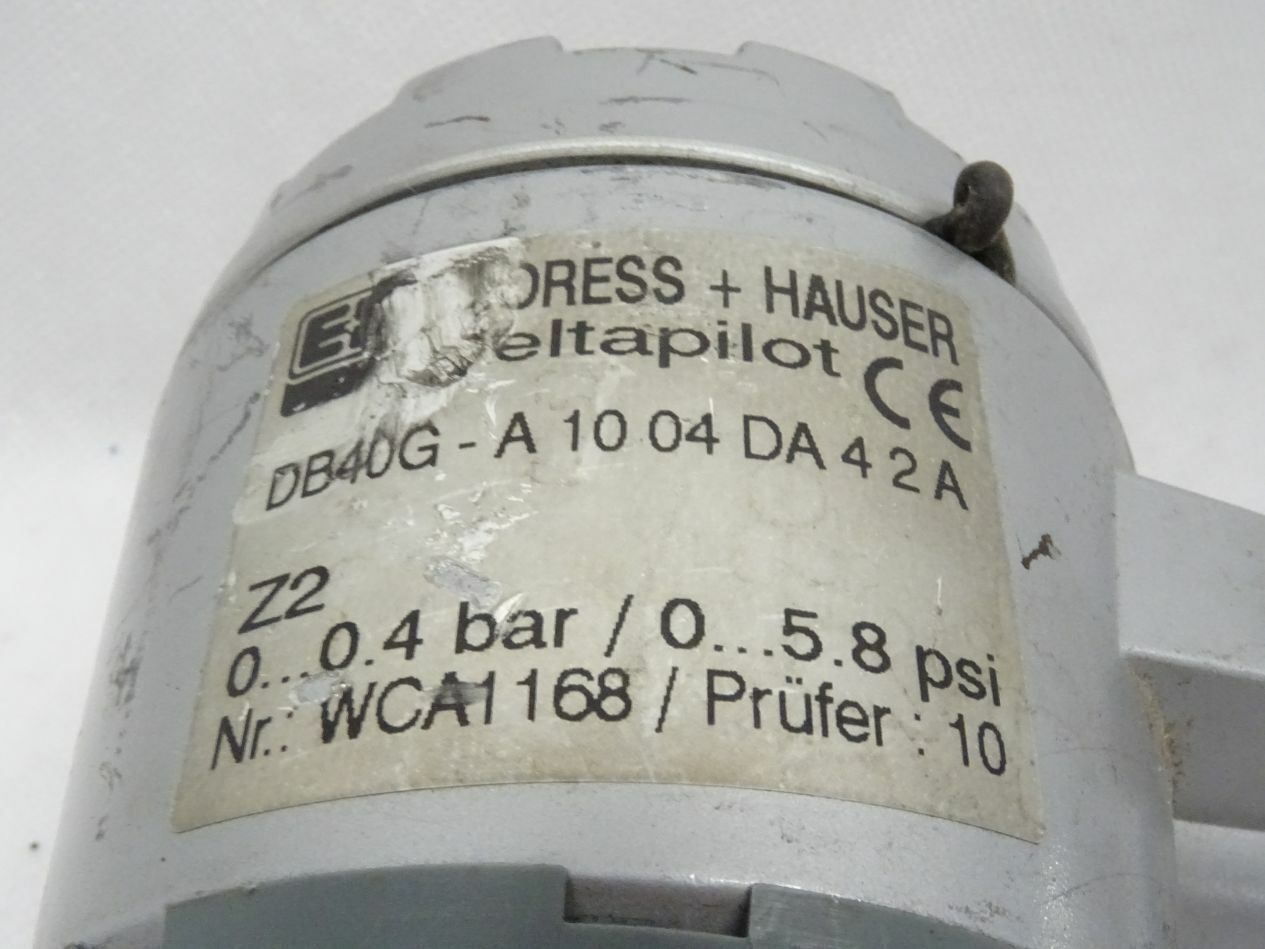 E+H DRESS + HAUSER
eltapilot CE
DB40G - A 10 04 DA 4 2 A
Z2
0...0.4 bar / 0...5.8 psi
Nr.: WCA1168 / Prüfer : 10